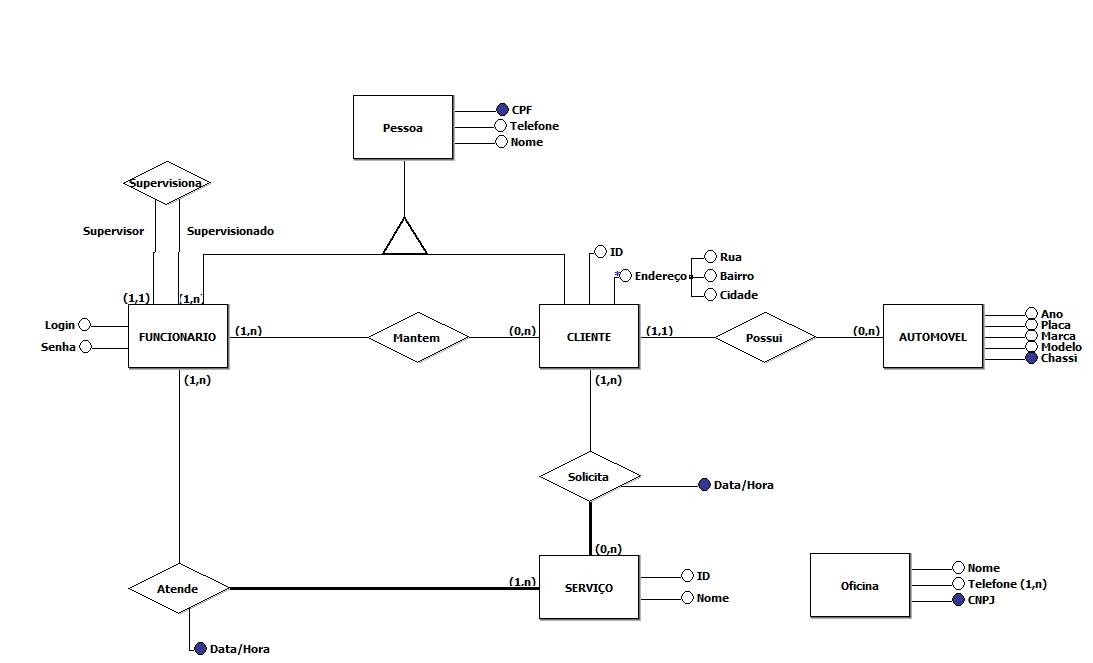 Pessoa
CPF
Telefone
Nome
Supervisiona
Supervisor
Supervisionado
ID
*
Endereço
Rua
Bairro
Cidade
(1,1)
(1,n)
Login
Senha
FUNCIONARIO
(1,n)
Mantem
(0,n)
CLIENTE
(1,1)
Possui
(0,n)
AUTOMOVEL
Ano
Placa
Marca
Modelo
Chassi
(1,n)
(1,n)
Solicita
Data/Hora
(0,n)
Atende
(1,n)
SERVIÇO
ID
Nome
Oficina
Nome
Telefone (1,n)
CNPJ
Data/Hora